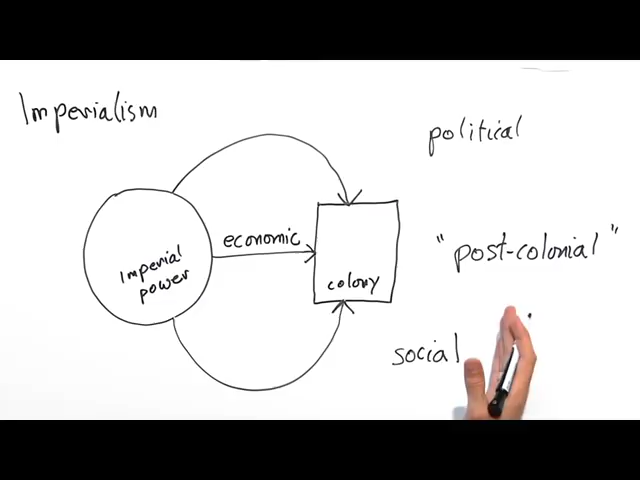 Imperialism
political
economic
"post-colonial"
Imperial
power
colony
social